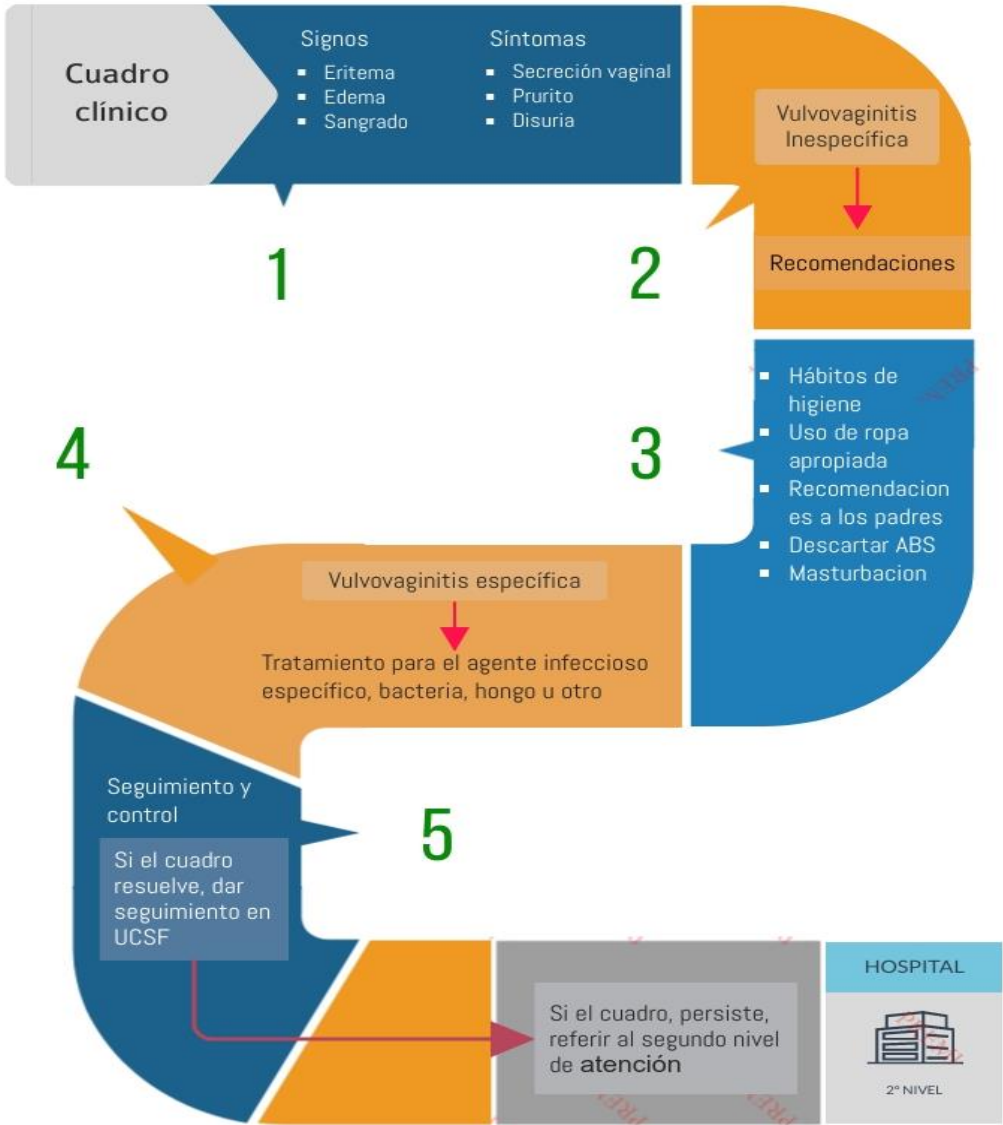 Cuadro
clínico
Signos
▪ Eritema
▪ Edema
▪ Sangrado
Síntomas
▪ Secreción vaginal
▪ Prurito
▪ Disuria
1
Vulvovaginitis
Inespecífica
Recomendaciones
2
▪ Hábitos de
higiene
▪ Uso de ropa
apropiada
▪ Recomendacion
es a los padres
▪ Descartar ABS
▪ Masturbacion
3
4
Vulvovaginitis específica
Tratamiento para el agente infeccioso
específico, bacteria, hongo u otro
Seguimiento y
control
Si el cuadro
resuelve, dar
seguimiento en
UCSF
5
Si el cuadro, persiste,
referir al segundo nivel
de atención
HOSPITAL
2º NIVEL